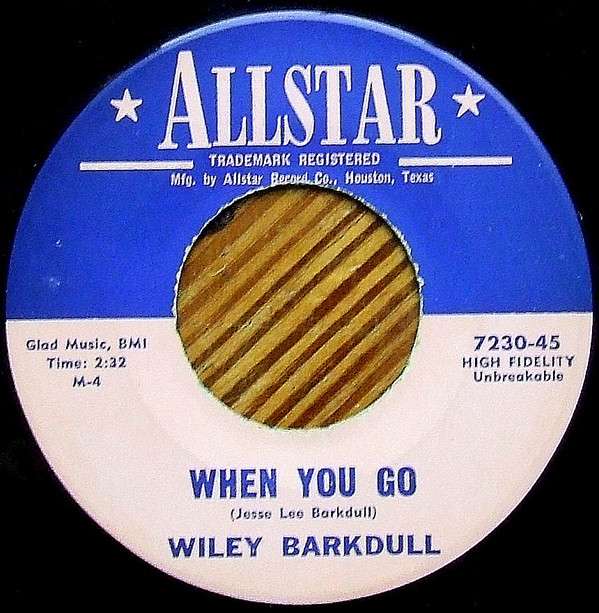 ★ ALLSTAR ★
TRADEMARK REGISTERED
Mfg. by Allstar Record Co., Houston, Texas
Glad Music, BMI
Time: 2:32
M-4
7230-45
HIGH FIDELITY
Unbreakable
WHEN YOU GO
(Jesse Lee Barkdull)
WILEY BARKDULL